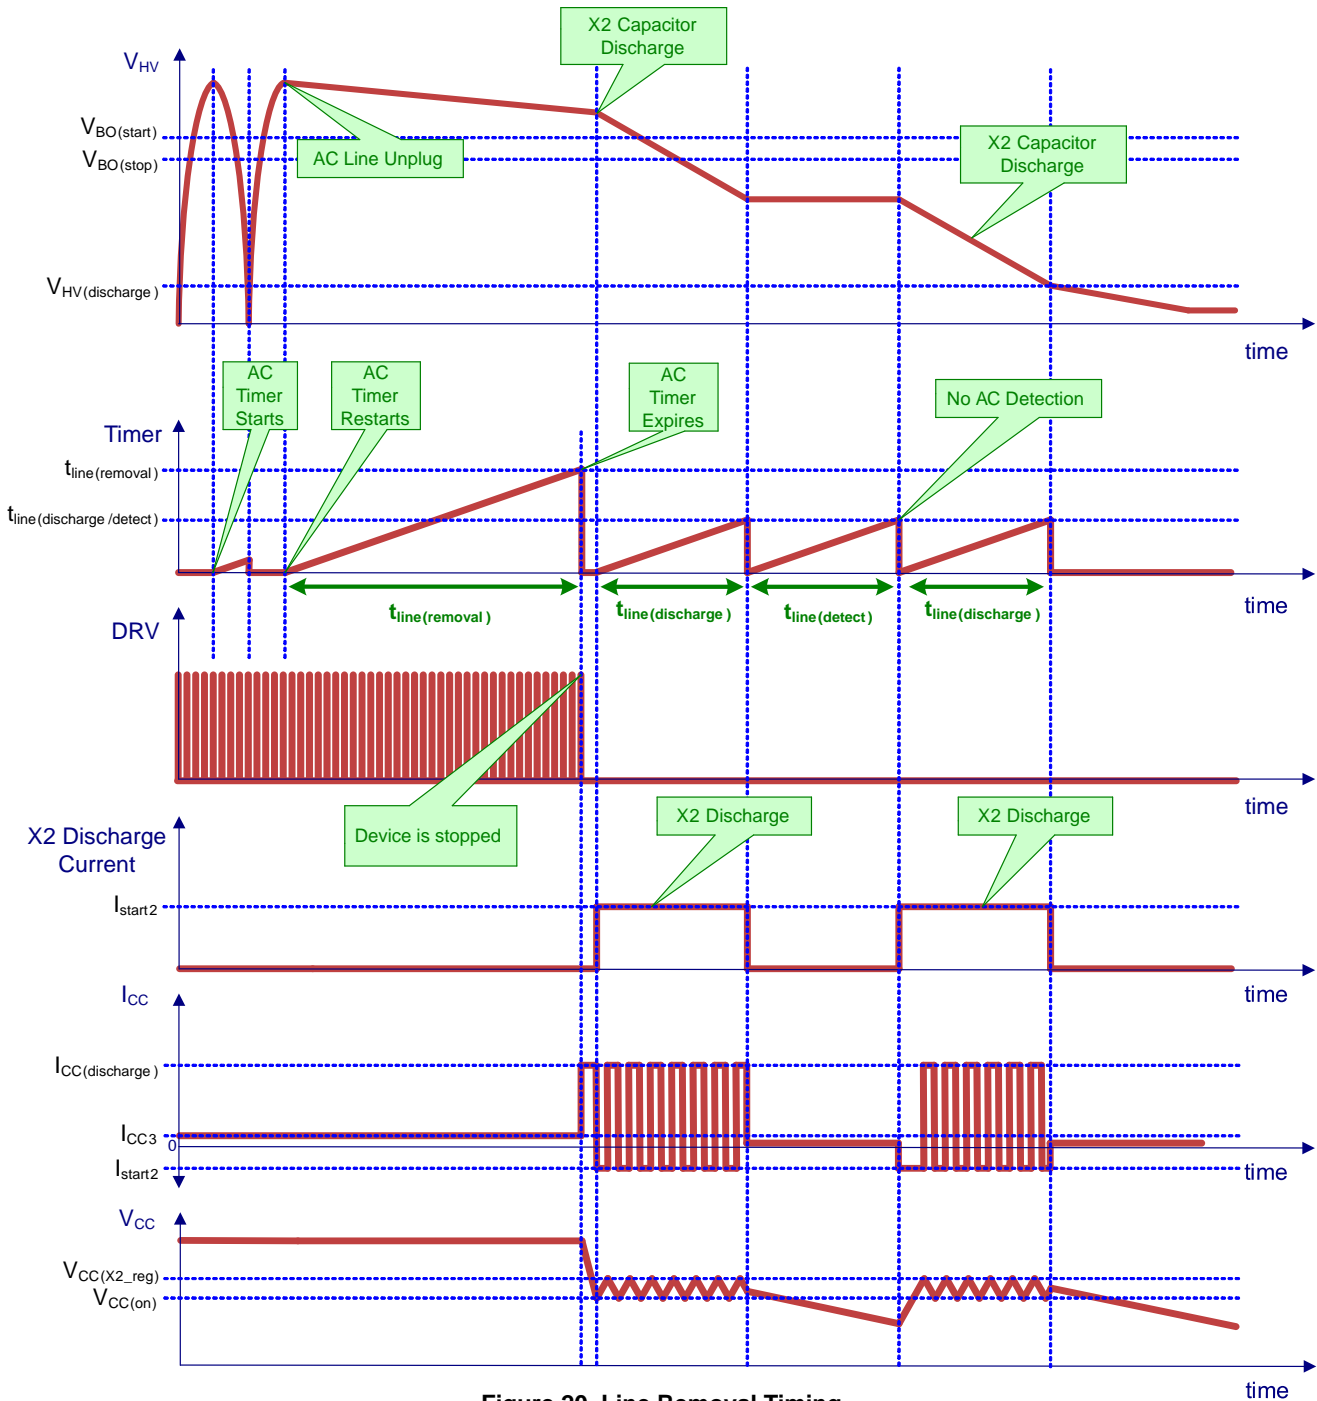 X2 Capacitor
Discharge
VHV
VBO(start)
VBO(stop)
AC Line Unplug
X2 Capacitor
Discharge
VHV(discharge)
time
AC
Timer
Starts
AC
Timer
Restarts
AC
Timer
Expires
No AC Detection
Timer
tline(removal)
tline(discharge/detect)
tline(removal)
tline(discharge)
tline(detect)
tline(discharge)
time
DRV
Device is stopped
time
X2 Discharge
X2 Discharge
X2 Discharge
Current
Istart2
time
ICC
ICC(discharge)
ICC3
0
Istart2
time
VCC
VCC(X2_reg)
VCC(on)
time